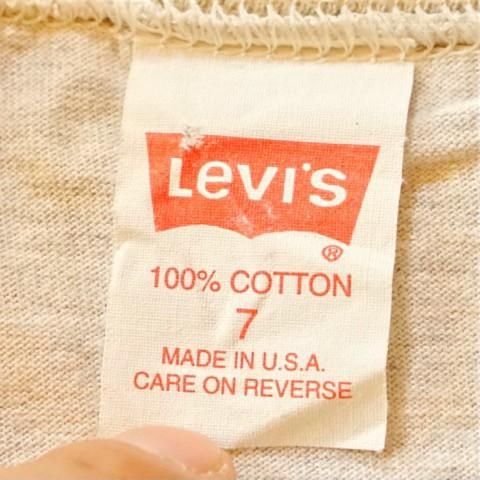 Levi's
®
100% COTTON
7
MADE IN U.S.A.
CARE ON REVERSE